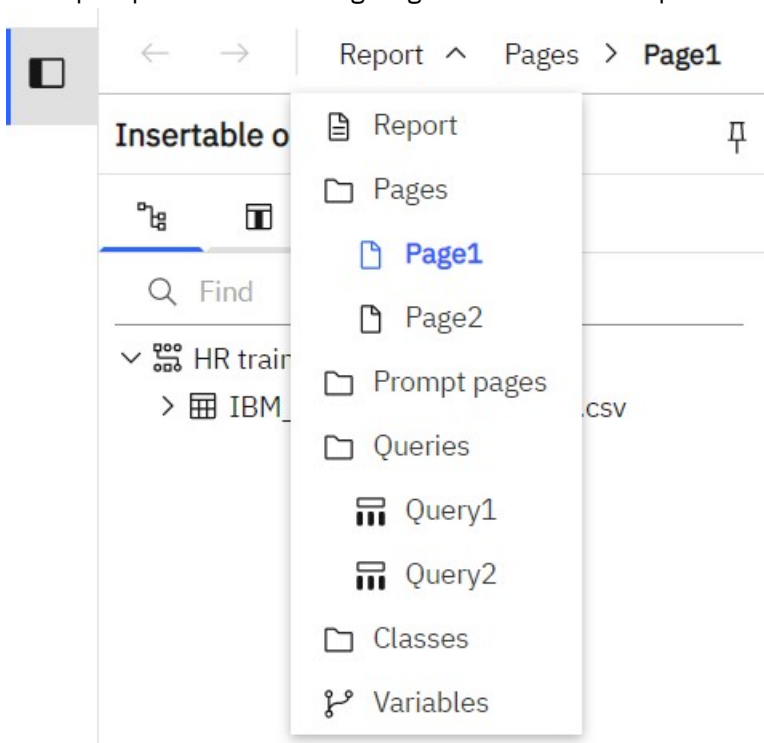 Report Pages > Page1
Insertable o
Report
Pages
Page1
Page2
Find
HR train
Prompt pages
IBM_ .csv
Queries
Query1
Query2
Classes
Variables